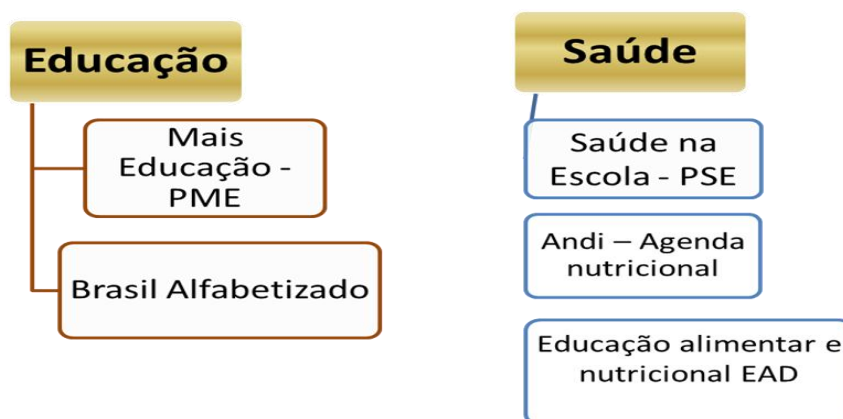 Educação
Mais
Educação -
PME
Brasil Alfabetizado
Saúde
Saúde na
Escola - PSE
Andi – Agenda
nutricional
Educação alimentar e
nutricional EAD